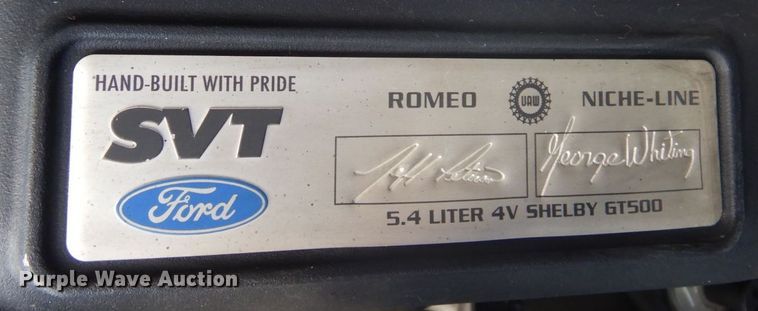 HAND-BUILT WITH PRIDE
SVT
Ford
ROMEO UAW NICHE-LINE
George Whiting
5.4 LITER 4V SHELBY GT500
Purple Wave Auction